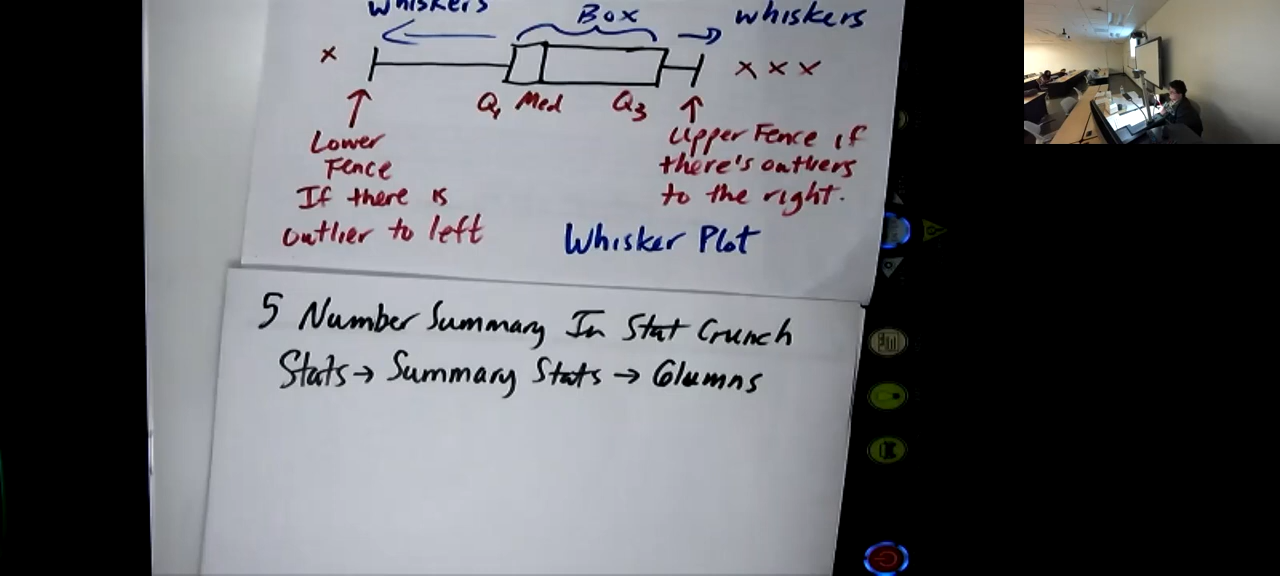 whiskers
Box
whiskers
x
x x x
Q1 Med
Q3
Lower
Fence
If there is
outlier to left
Upper Fence if
there's outliers
to the right.
Whisker Plot
5 Number Summary In Stat Crunch
Stats → Summary Stats → Columns